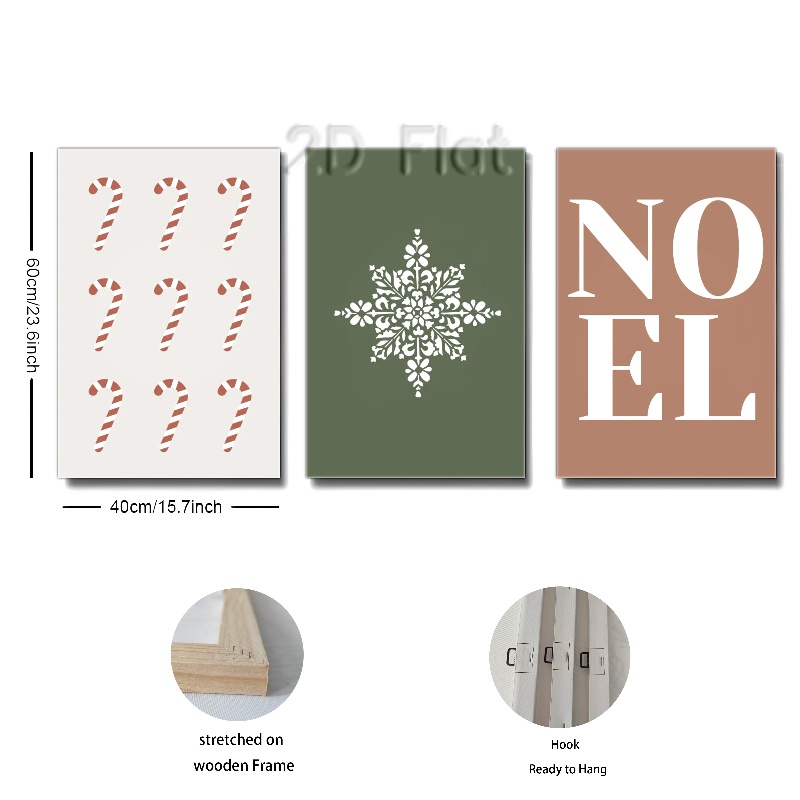 2D Flat
60cm/23.6inch
NO
EL
40cm/15.7inch
stretched on
wooden Frame
Hook
Ready to Hang